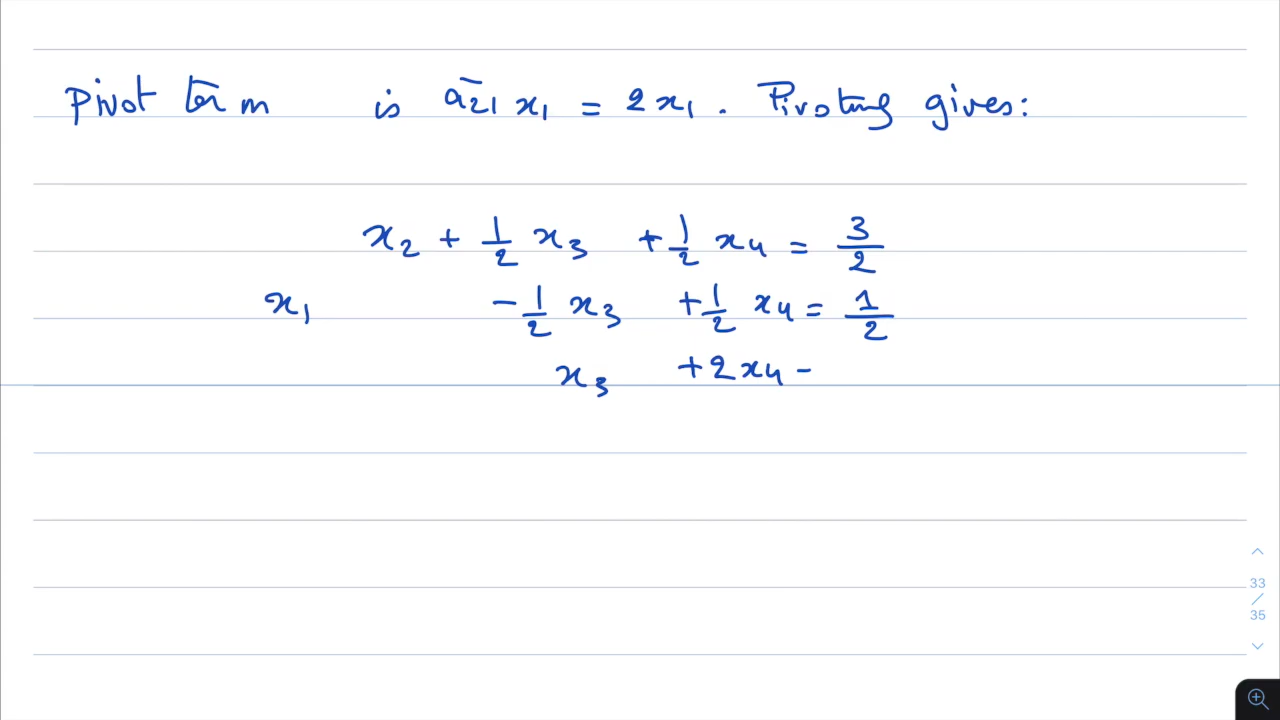 Pivot term is ā₂₁ x₁ = 2x₁. Pivoting gives:
x₂ + 1/2 x₃ + 1/2 x₄ = 3/2
x₁ - 1/2 x₃ + 1/2 x₄ = 1/2
x₃ + 2x₄ -
33
/
35